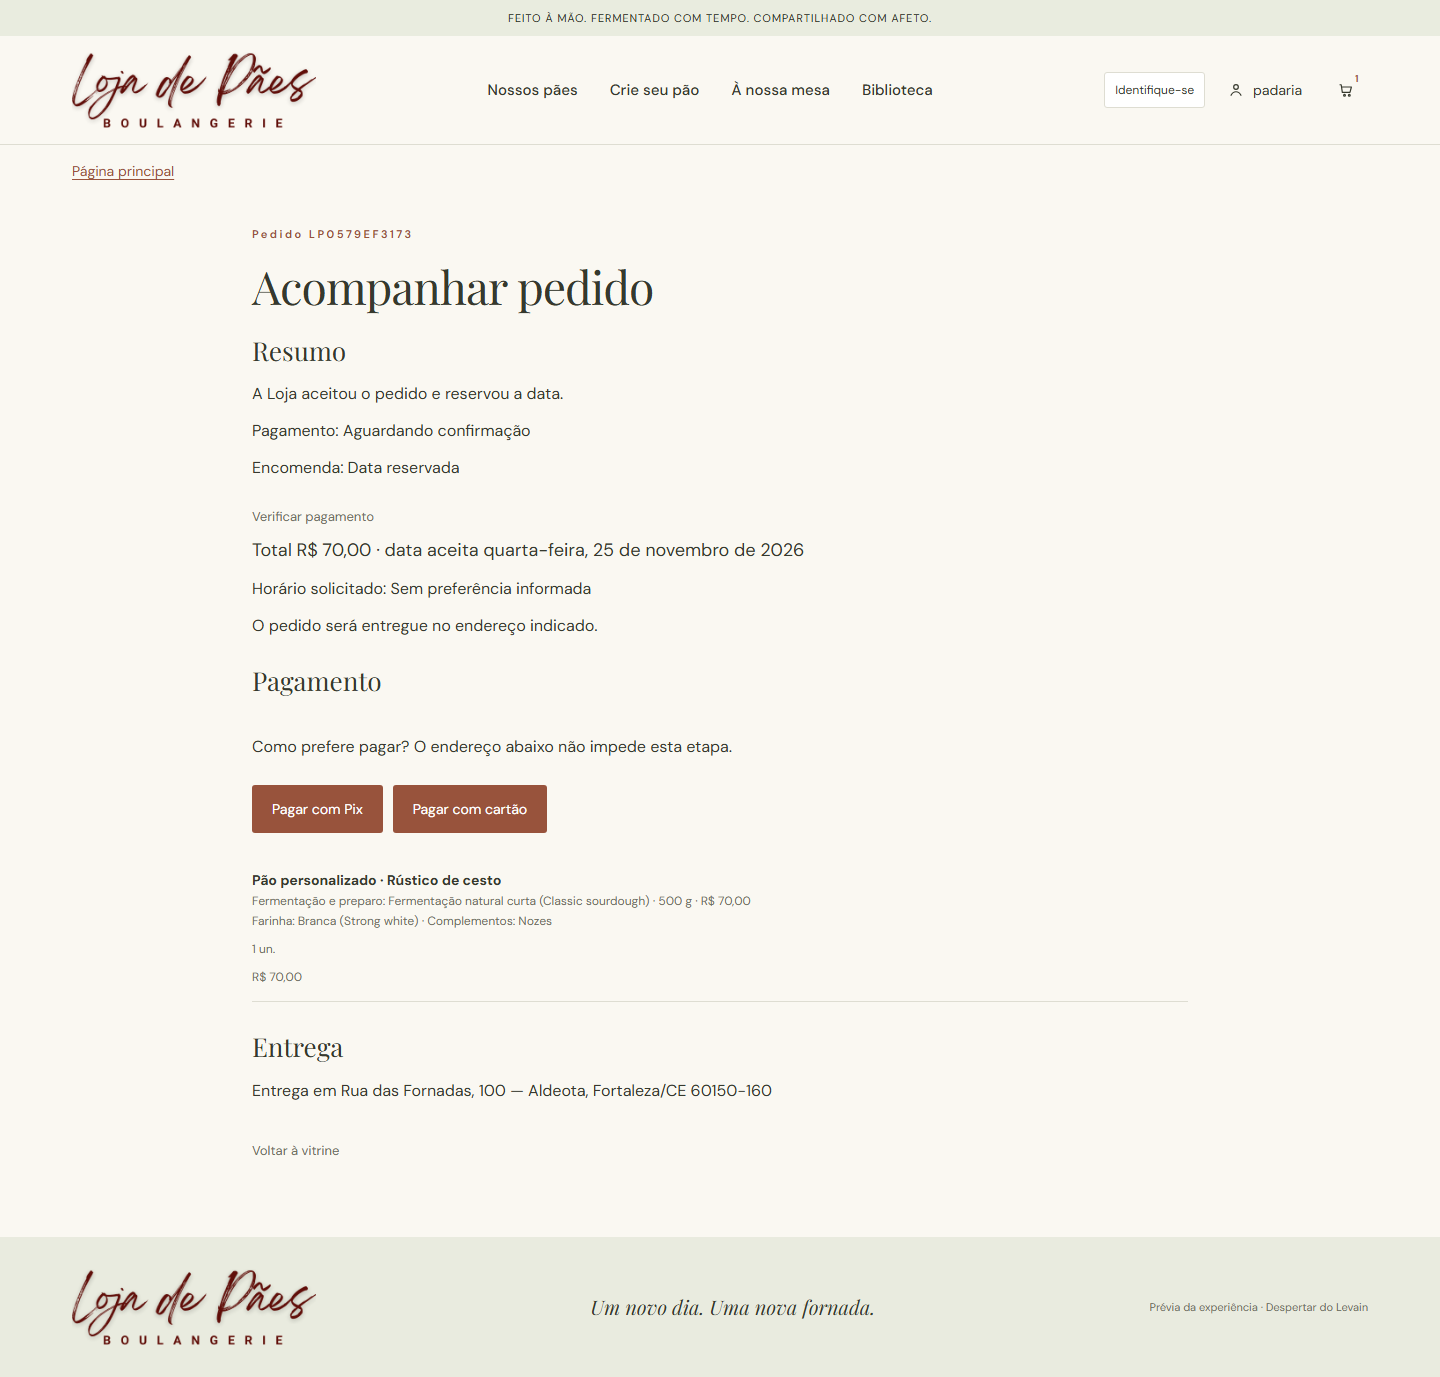 FEITO À MÃO. FERMENTADO COM TEMPO. COMPARTILHADO COM AFETO.
Loja de Pães
BOULANGERIE
Nossos pães
Crie seu pão
À nossa mesa
Biblioteca
Identifique-se
padaria
1
Página principal
Pedido LP0579EF3173
Acompanhar pedido
Resumo
A Loja aceitou o pedido e reservou a data.
Pagamento: Aguardando confirmação
Encomenda: Data reservada
Verificar pagamento
Total R$ 70,00 · data aceita quarta-feira, 25 de novembro de 2026
Horário solicitado: Sem preferência informada
O pedido será entregue no endereço indicado.
Pagamento
Como prefere pagar? O endereço abaixo não impede esta etapa.
Pagar com Pix
Pagar com cartão
Pão personalizado · Rústico de cesto
Fermentação e preparo: Fermentação natural curta (Classic sourdough) · 500 g · R$ 70,00
Farinha: Branca (Strong white) · Complementos: Nozes
1 un.
R$ 70,00
Entrega
Entrega em Rua das Fornadas, 100 — Aldeota, Fortaleza/CE 60150-160
Voltar à vitrine
Loja de Pães
BOULANGERIE
Um novo dia. Uma nova fornada.
Prévia da experiência · Despertar do Levain